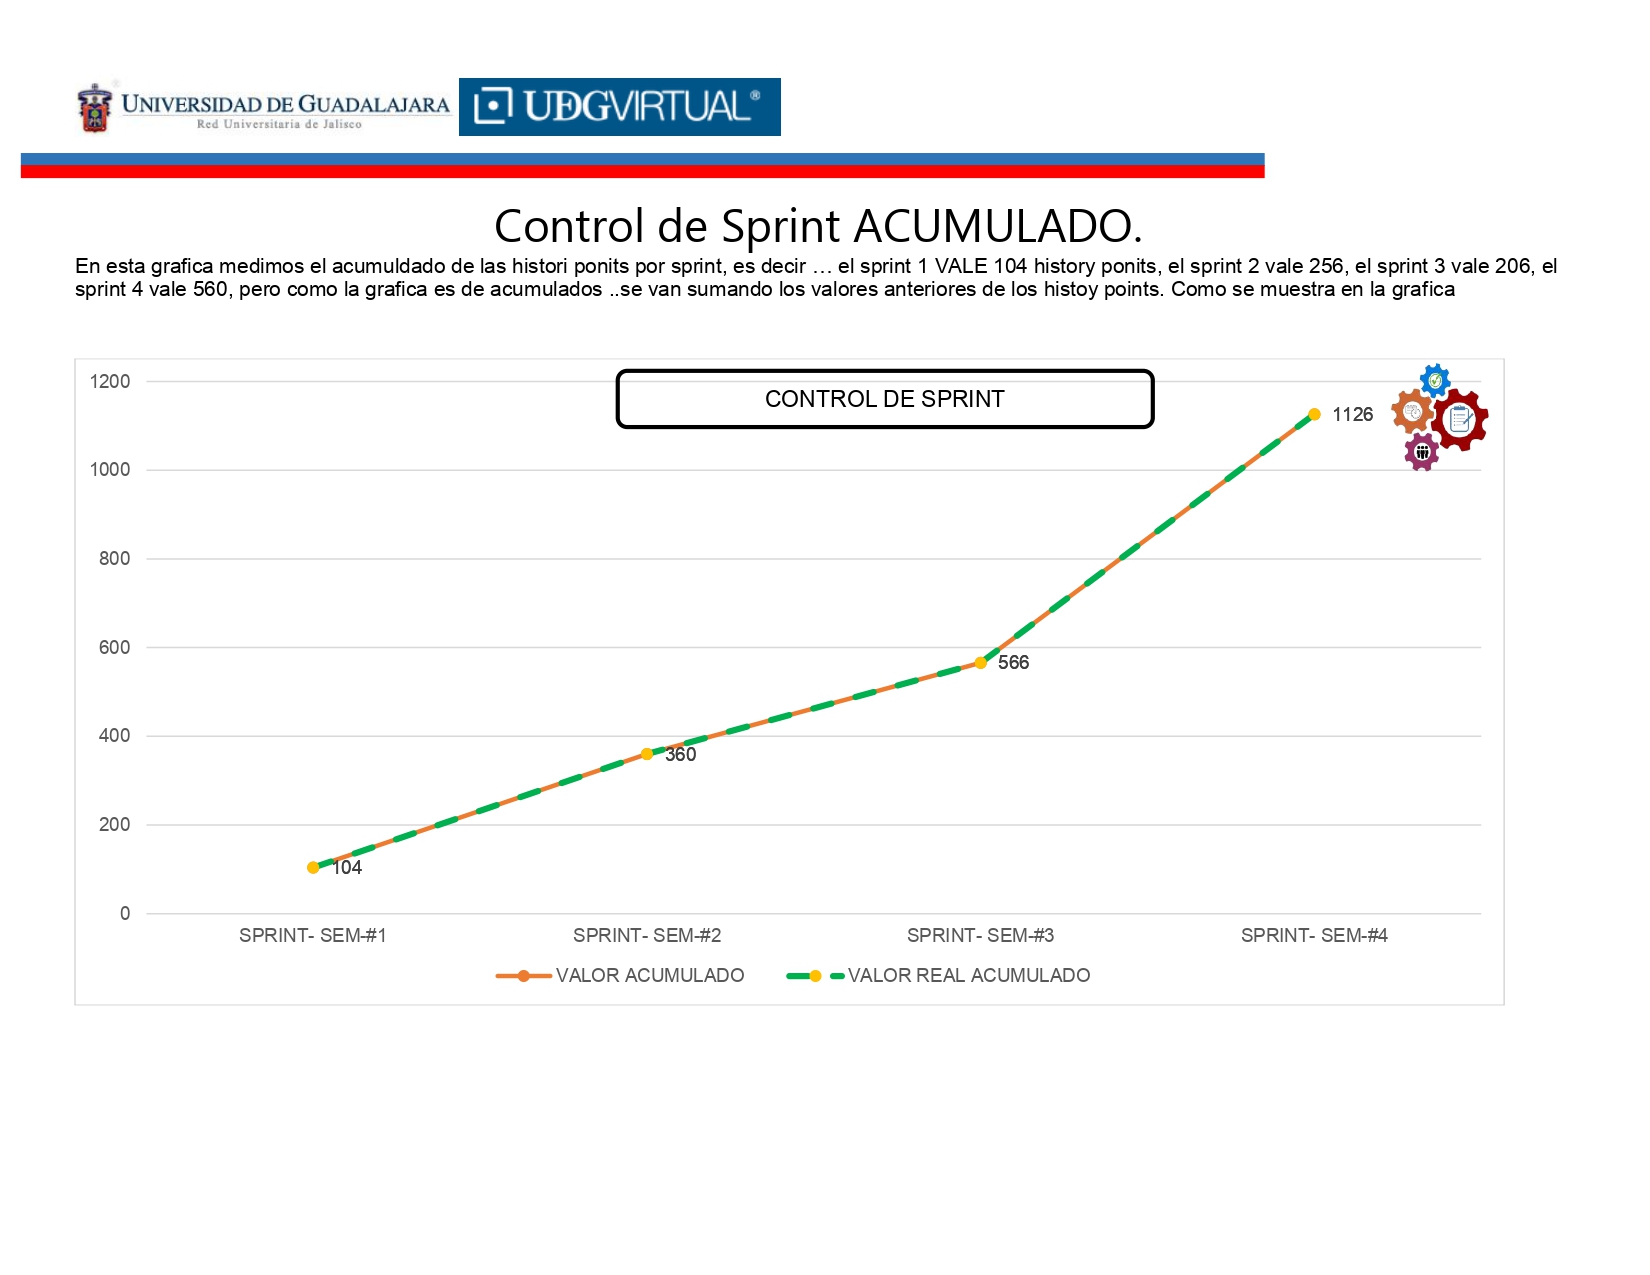 UNIVERSIDAD DE GUADALAJARA
Red Universitaria de Jalisco
UDGVIRTUAL®
Control de Sprint ACUMULADO.
En esta grafica medimos el acumuldado de las histori ponits por sprint, es decir … el sprint 1 VALE 104 history ponits, el sprint 2 vale 256, el sprint 3 vale 206, el
sprint 4 vale 560, pero como la grafica es de acumulados ..se van sumando los valores anteriores de los histoy points. Como se muestra en la grafica
CONTROL DE SPRINT
1200
1000
800
600
400
200
0
104
360
566
1126
SPRINT- SEM-#1
SPRINT- SEM-#2
SPRINT- SEM-#3
SPRINT- SEM-#4
VALOR ACUMULADO
VALOR REAL ACUMULADO